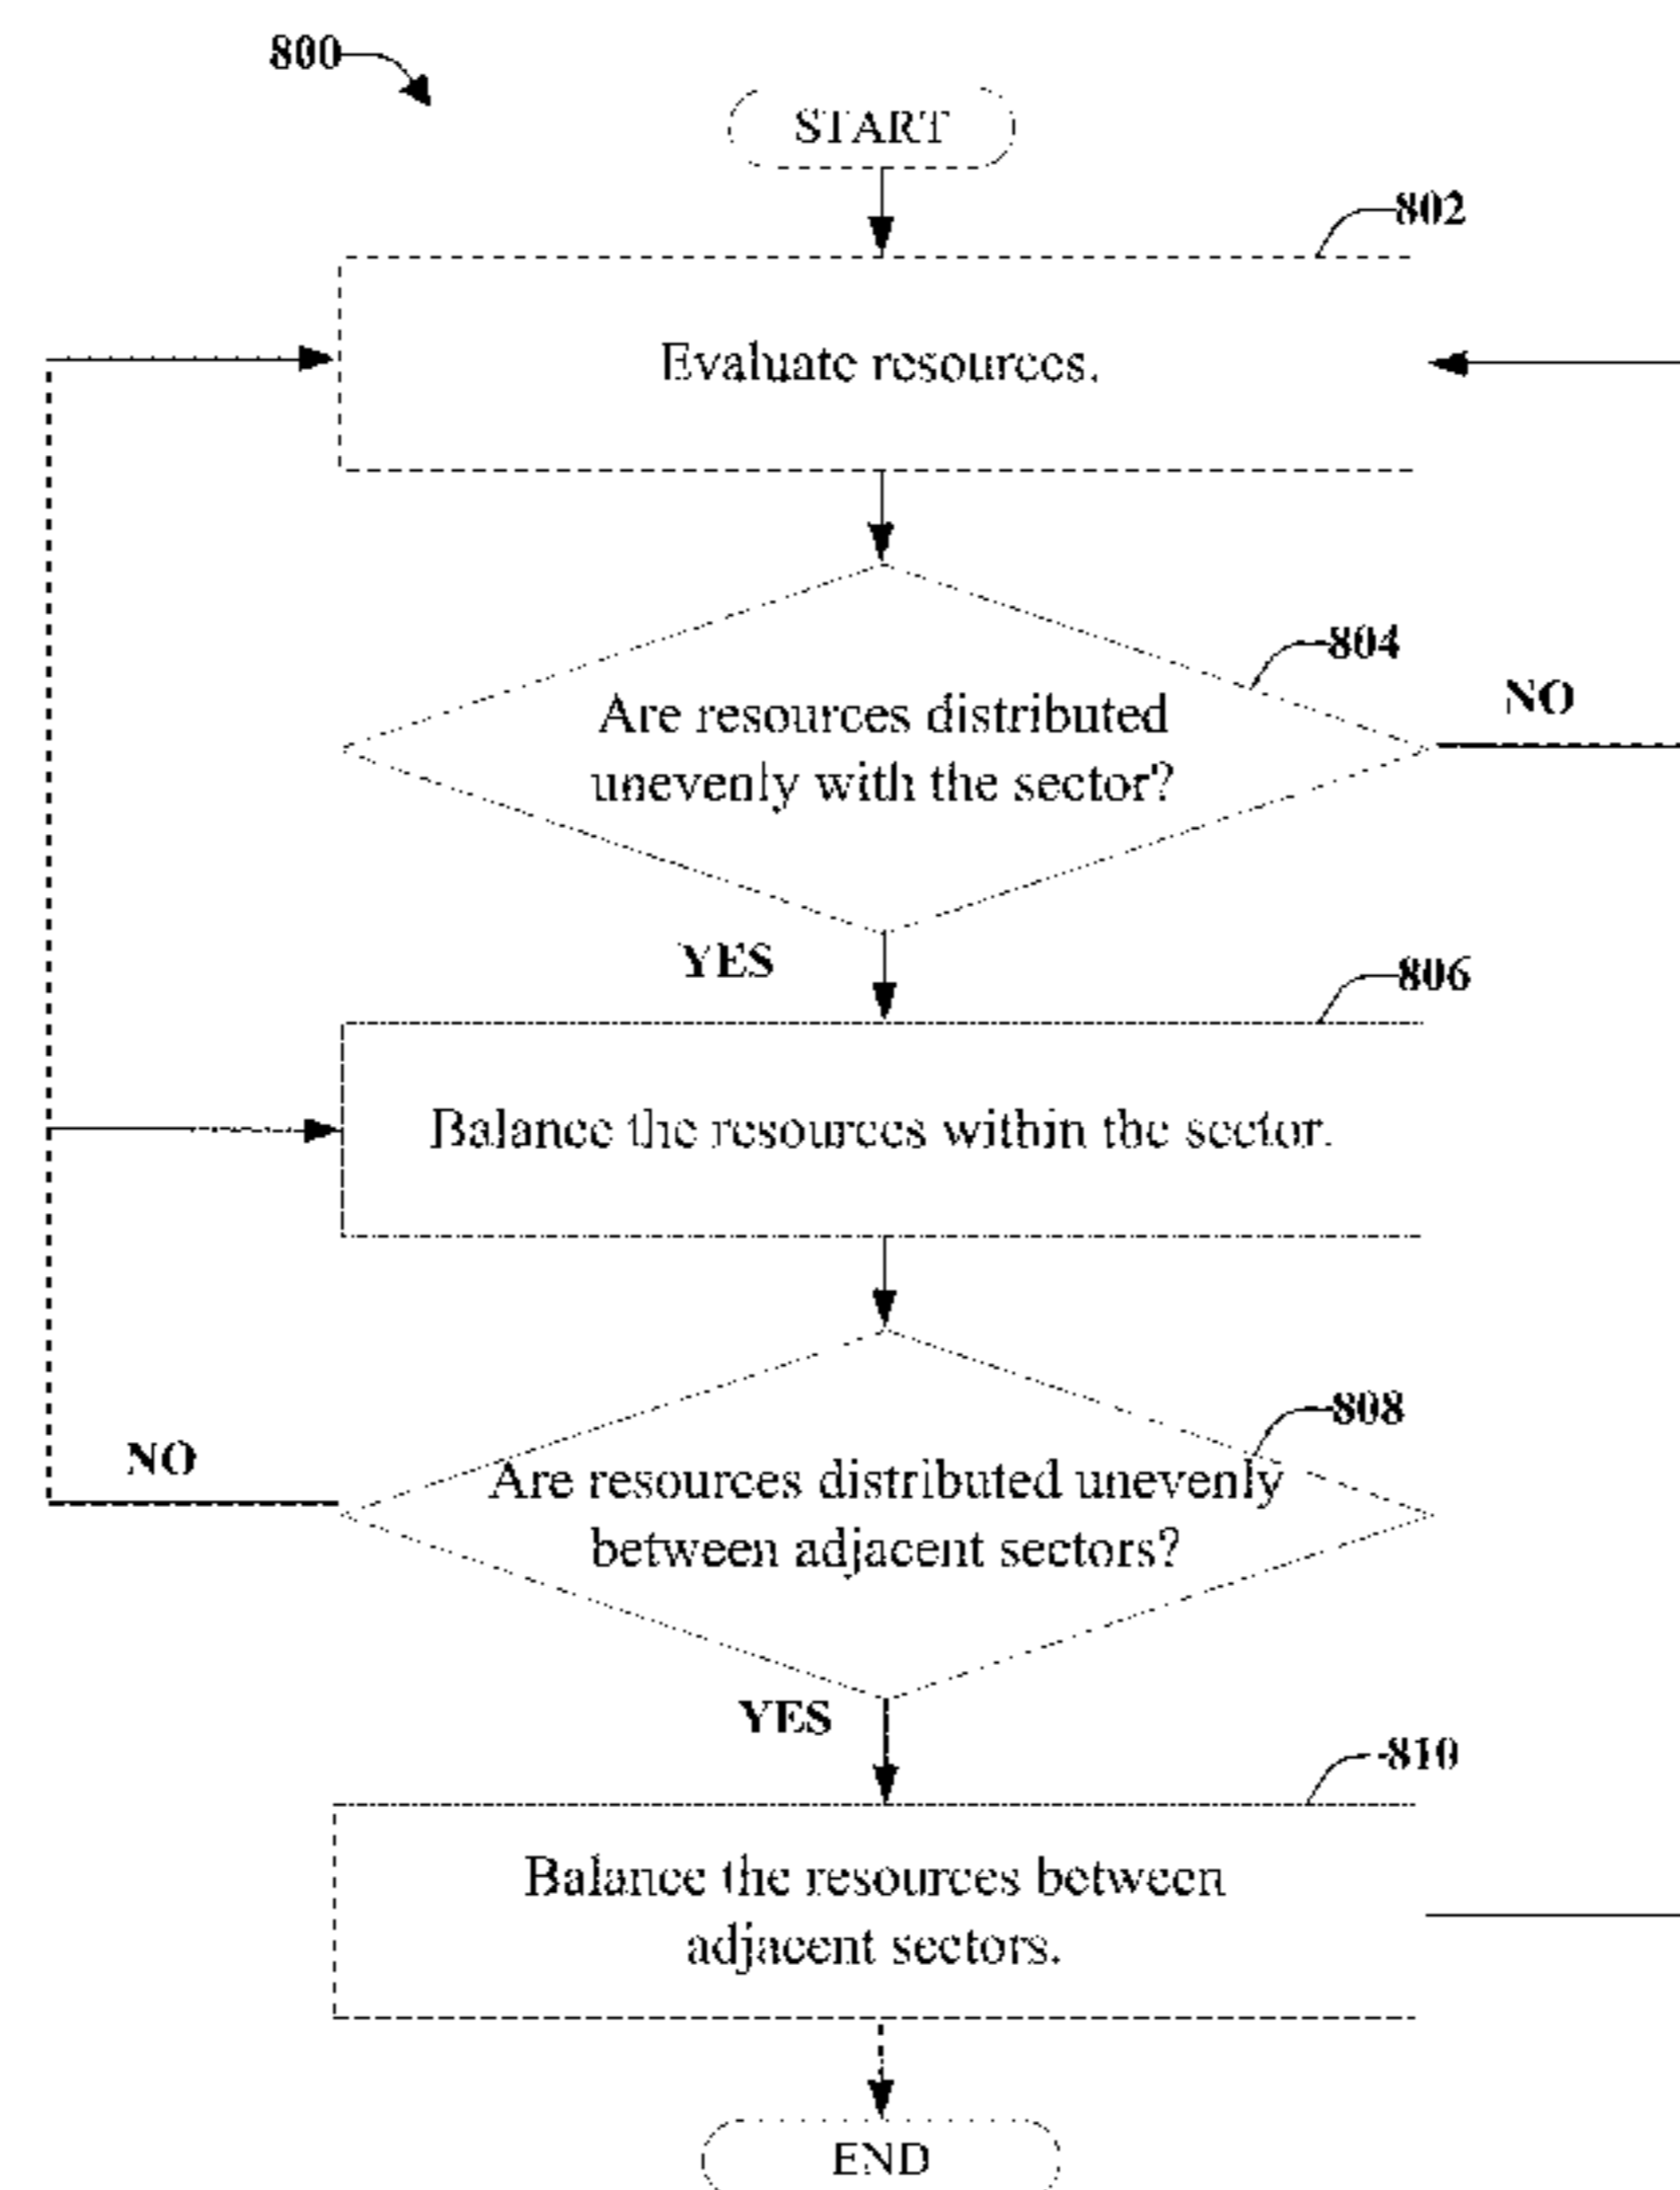 800
START
802
Evaluate resources.
804
Are resources distributed
unevenly with the sector?
NO
YES
806
Balance the resources within the sector.
808
Are resources distributed unevenly
between adjacent sectors?
NO
YES
810
Balance the resources between
adjacent sectors.
END